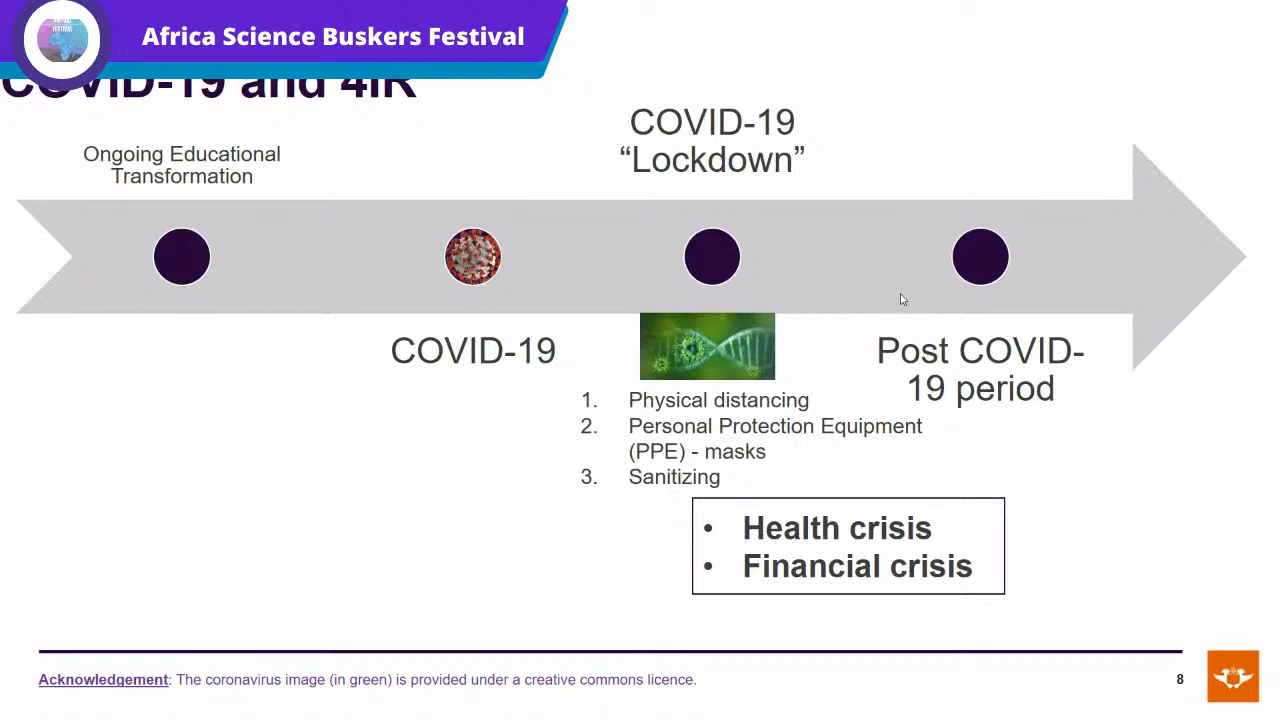 Africa Science Buskers Festival
COVID-19 and 4IR
Ongoing Educational
Transformation
COVID-19
“Lockdown”
COVID-19
Post COVID-
19 period
1. Physical distancing
2. Personal Protection Equipment
(PPE) - masks
3. Sanitizing
• Health crisis
• Financial crisis
Acknowledgement: The coronavirus image (in green) is provided under a creative commons licence.
8